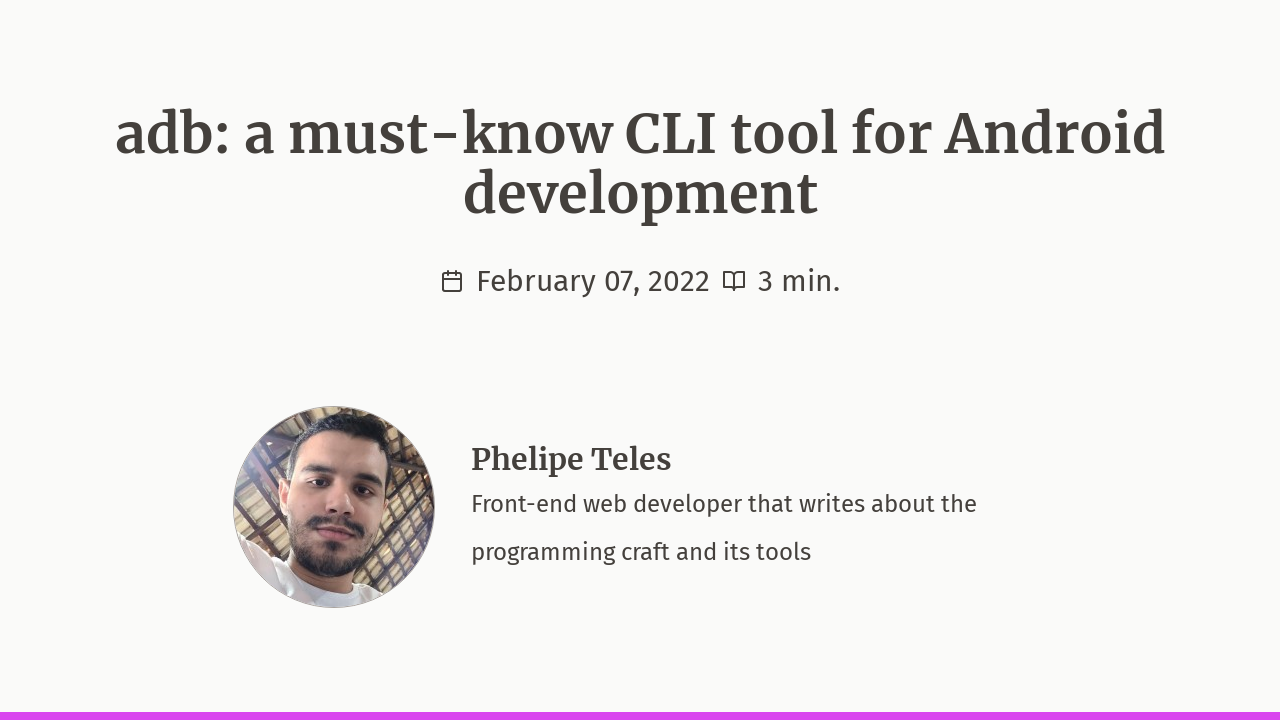 adb: a must-know CLI tool for Android
development
February 07, 2022 3 min.
Phelipe Teles
Front-end web developer that writes about the
programming craft and its tools